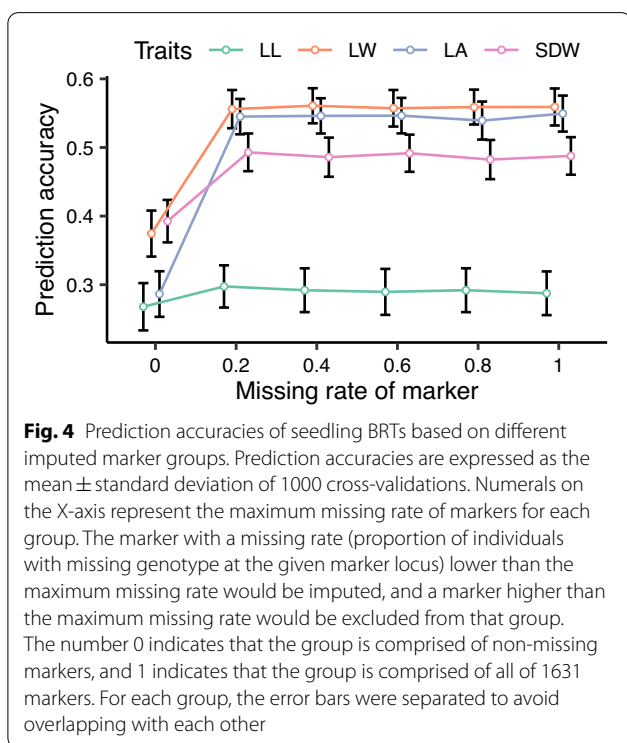 Traits LL LW LA SDW
0.6
0.5
0.4
0.3
Prediction accuracy
0 0.2 0.4 0.6 0.8 1
Missing rate of marker
Fig. 4 Prediction accuracies of seedling BRTs based on different
imputed marker groups. Prediction accuracies are expressed as the
mean ± standard deviation of 1000 cross-validations. Numerals on
the X-axis represent the maximum missing rate of markers for each
group. The marker with a missing rate (proportion of individuals
with missing genotype at the given marker locus) lower than the
maximum missing rate would be imputed, and a marker higher than
the maximum missing rate would be excluded from that group.
The number 0 indicates that the group is comprised of non-missing
markers, and 1 indicates that the group is comprised of all of 1631
markers. For each group, the error bars were separated to avoid
overlapping with each other